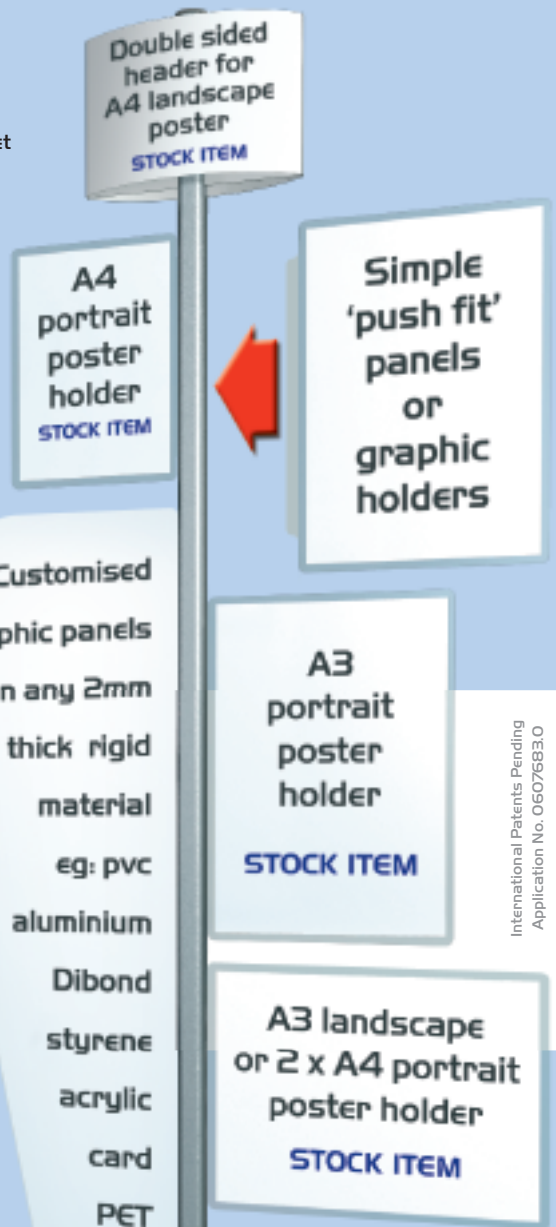 Double sided
header for
A4 landscape
poster
STOCK ITEM
A4
portrait
poster
holder
STOCK ITEM
Simple
'push fit'
panels
or
graphic
holders
Customised
phic panels
n any 2mm
thick rigid
material
eg: pvc
aluminium
Dibond
styrene
acrylic
card
PET
A3
portrait
poster
holder
STOCK ITEM
A3 landscape
or 2 x A4 portrait
poster holder
STOCK ITEM
International Patents Pending
Application No. 0607683.0